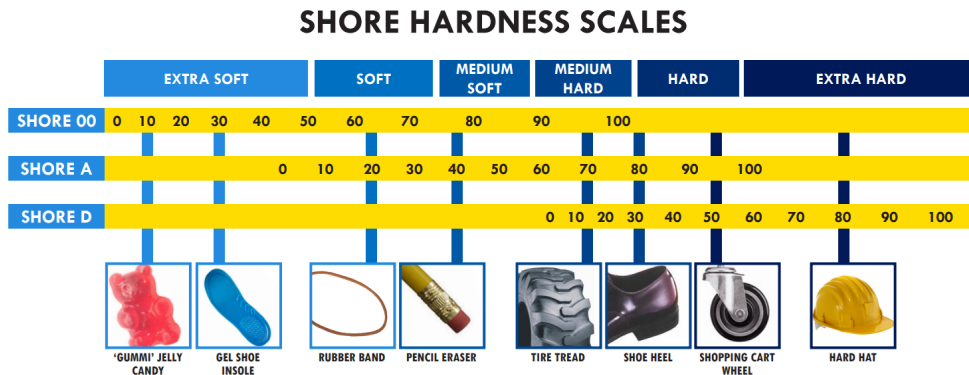 SHORE HARDNESS SCALES
EXTRA SOFT
SOFT
MEDIUM
SOFT
MEDIUM
HARD
HARD
EXTRA HARD
SHORE 00 0 10 20 30 40 50 60 70 80 90 100
SHORE A 0 10 20 30 40 50 60 70 80 90 100
SHORE D 0 10 20 30 40 50 60 70 80 90 100
‘GUMMI’ JELLY
CANDY
GEL SHOE
INSOLE
RUBBER BAND
PENCIL ERASER
TIRE TREAD
SHOE HEEL
SHOPPING CART
WHEEL
HARD HAT